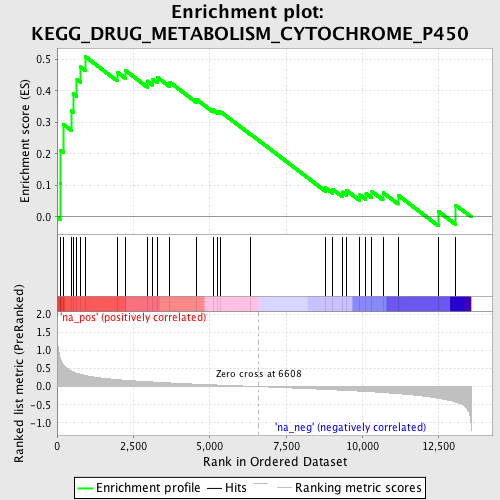 Enrichment plot:
KEGG_DRUG_METABOLISM_CYTOCHROME_P450
Enrichment score (ES)
0.5
0.4
0.3
0.2
0.1
0.0
'na_pos' (positively correlated)
Ranked list metric (PreRanked)
2.0
1.5
1.0
0.5
0.0
-0.5
-1.0
Zero cross at 6608
'na_neg' (negatively correlated)
0
2,500
5,000
7,500
10,000
12,500
Rank in Ordered Dataset
Enrichment profile
Hits
Ranking metric scores